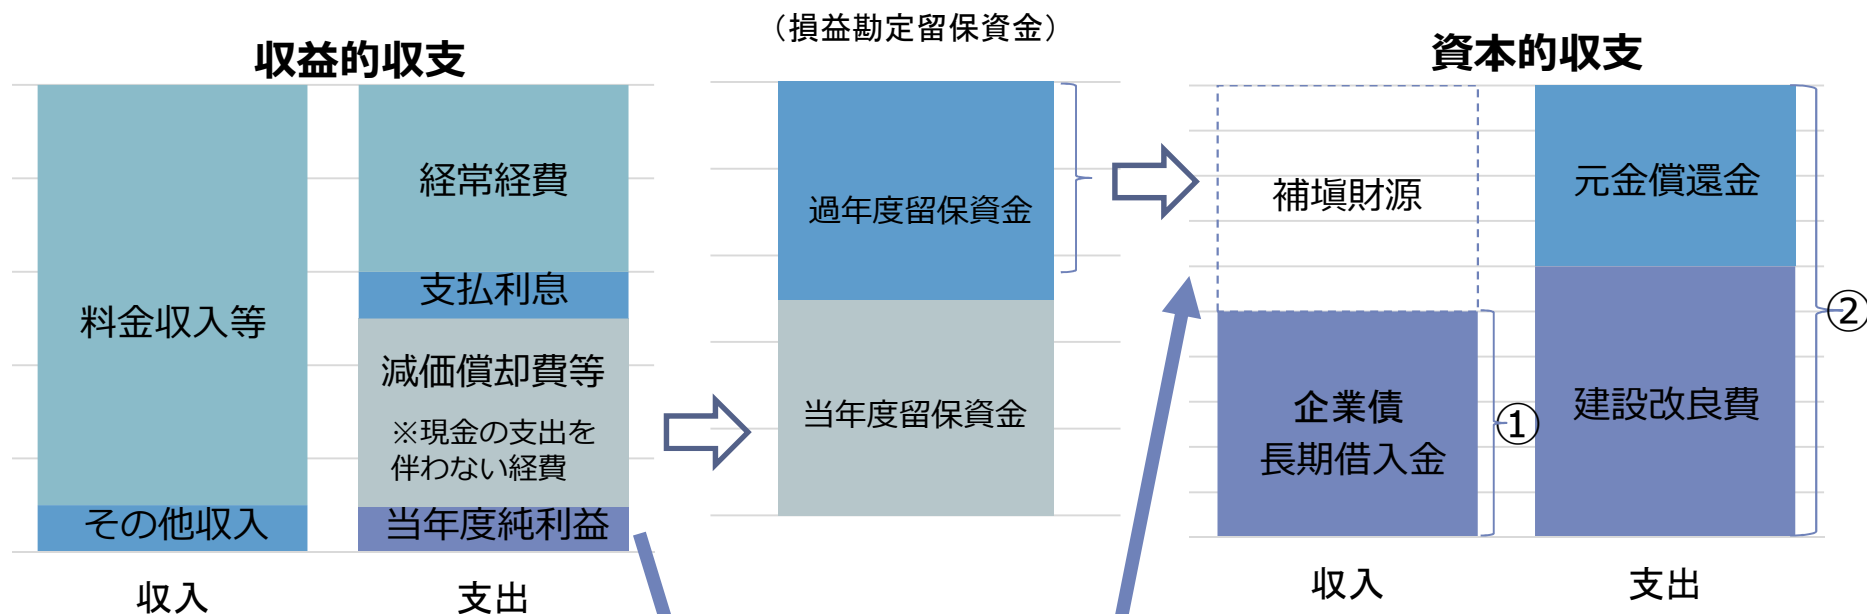 収益的収支
料金収入等
その他収入
収入
経常経費
支払利息
減価償却費等
※現金の支出を
伴わない経費
当年度純利益
支出
（損益勘定留保資金）
過年度留保資金
当年度留保資金
資本的収支
補塡財源
企業債
長期借入金
①
収入
元金償還金
建設改良費
②
支出